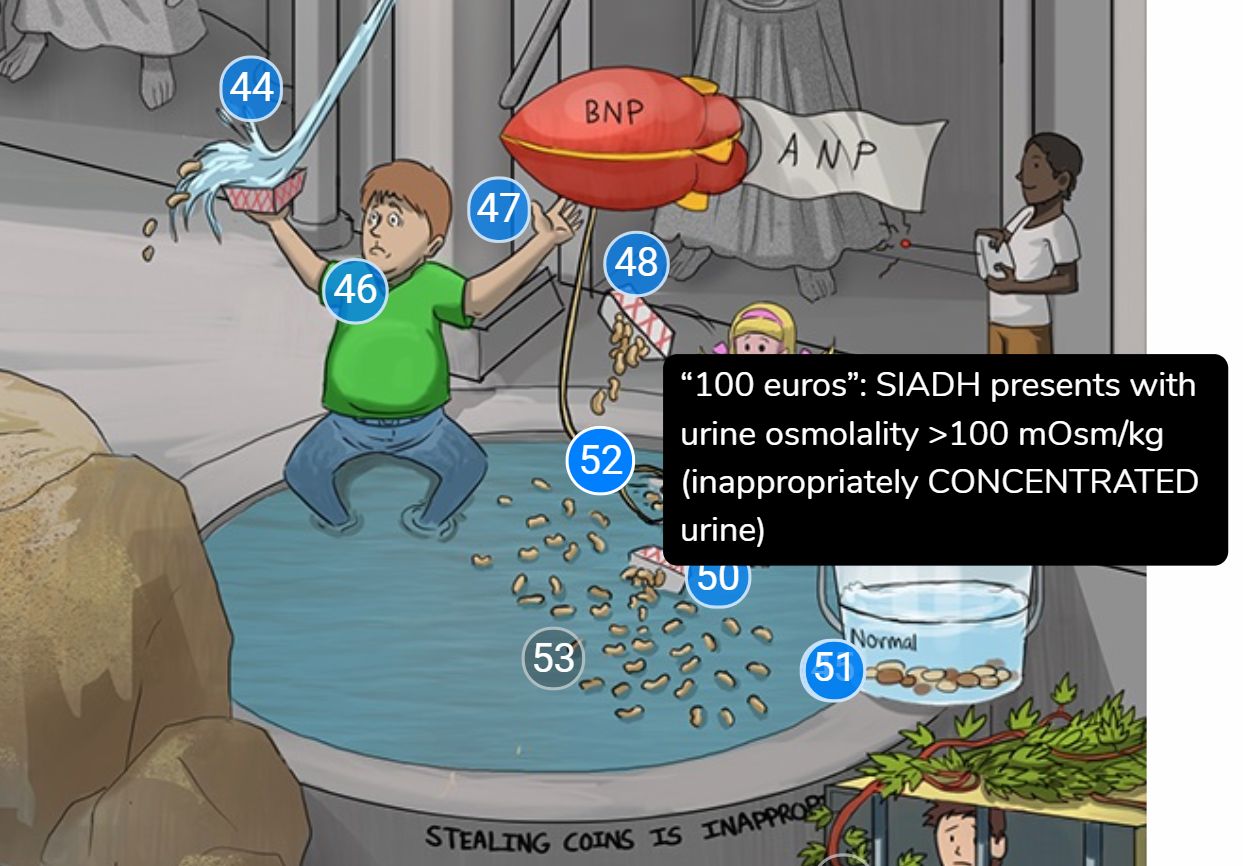 44
BNP
ANP
47
48
46
“100 euros”: SIADH presents with
urine osmolality >100 mOsm/kg
(inappropriately CONCENTRATED
urine)
52
50
Normal
53
51
STEALING COINS IS INAPPROP